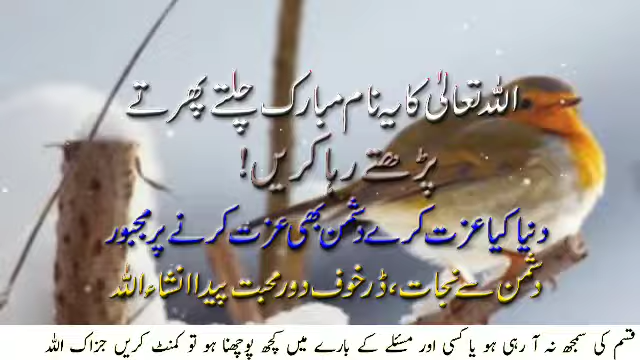 اللہ تعالیٰ کا یہ نام مبارک چلتے پھرتے
پڑھتے رہا کریں!
دنیا کیا عزت کرے دشمن بھی عزت کرنے پر مجبور
دشمن سے نجات، ڈر خوف دور محبت پیدا انشاء اللہ
قسم کی سمجھ نہ آ رہی ہو یا کسی اور مسئلے کے بارے میں کچھ پوچھنا ہو تو کمنٹ کریں جزاک اللہ